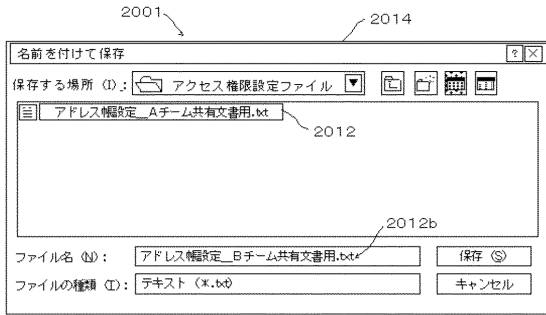 2001
2014
名前を付けて保存
保存する場所 (I) : アクセス権限設定ファイル
アドレス帳設定__Aチーム共有文書用.txt
2012
2012b
ファイル名 (N) : アドレス帳設定__Bチーム共有文書用.txt 保存 (S)
ファイルの種類 (T) : テキスト (*.txt) キャンセル